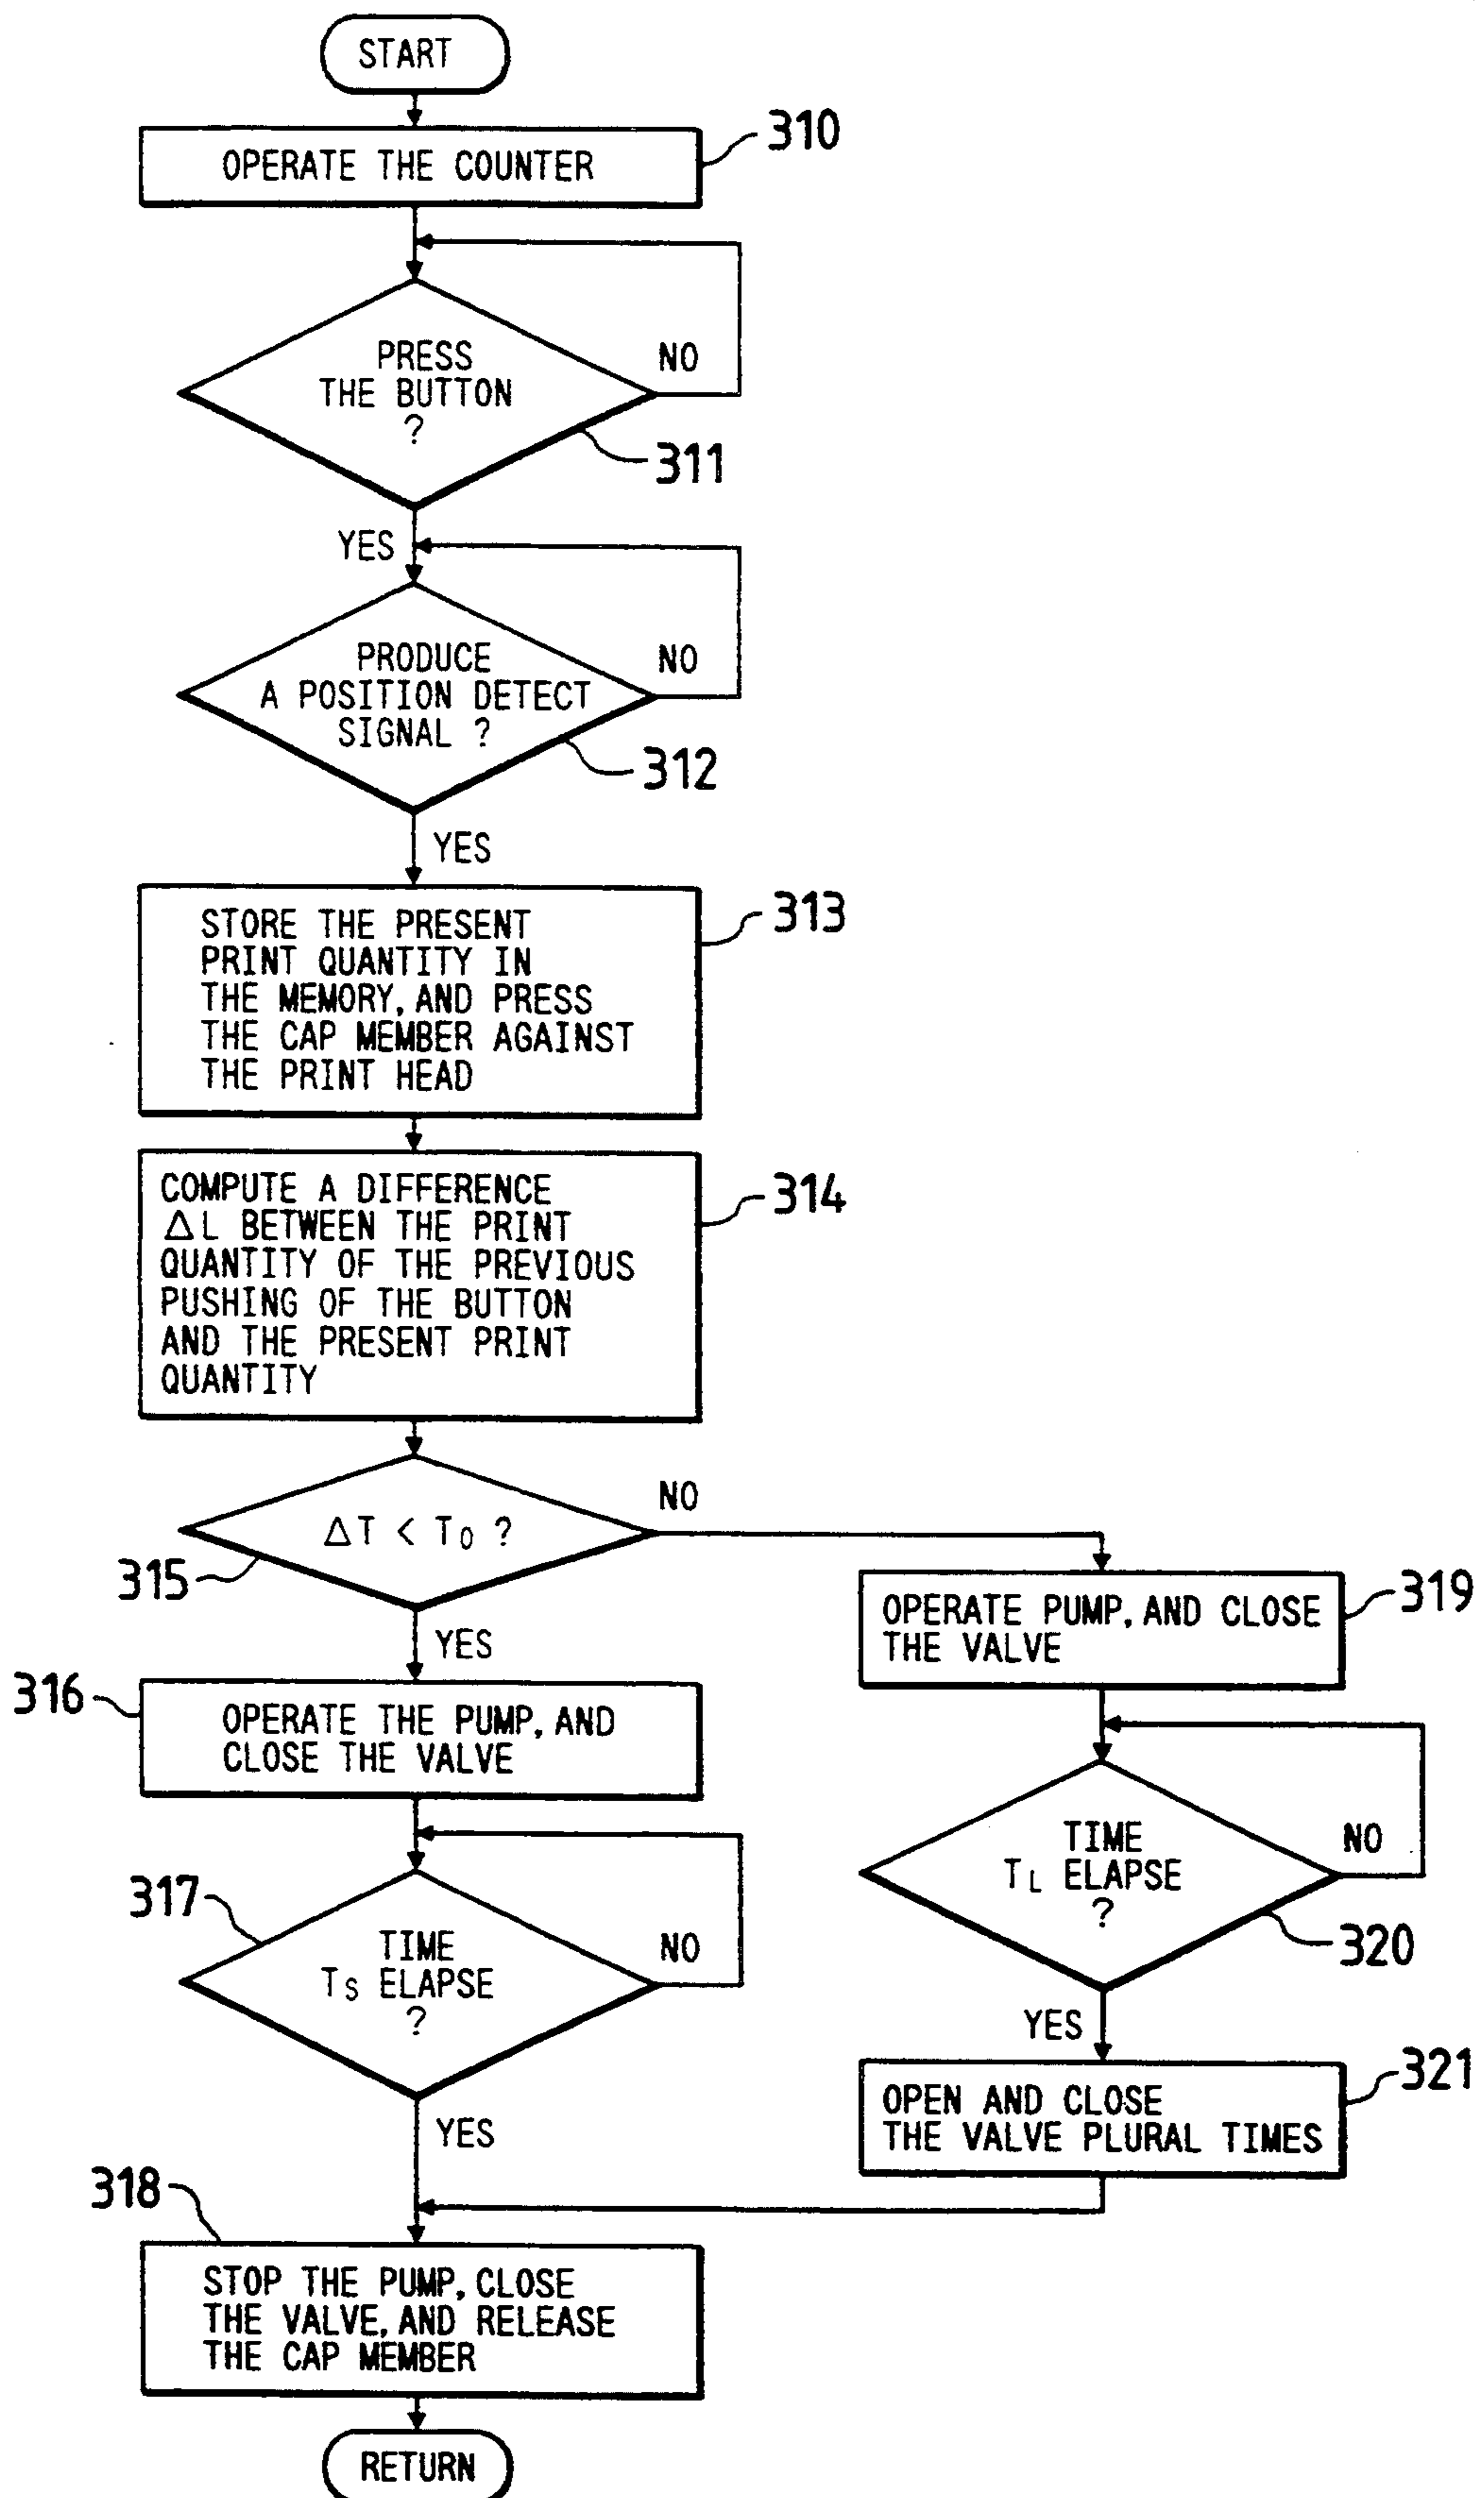 START
310
OPERATE THE COUNTER
PRESS
THE BUTTON
?
NO
311
YES
PRODUCE
A POSITION DETECT
SIGNAL ?
NO
312
YES
313
STORE THE PRESENT
PRINT QUANTITY IN
THE MEMORY, AND PRESS
THE CAP MEMBER AGAINST
THE PRINT HEAD
314
COMPUTE A DIFFERENCE
ΔL BETWEEN THE PRINT
QUANTITY OF THE PREVIOUS
PUSHING OF THE BUTTON
AND THE PRESENT PRINT
QUANTITY
ΔT < T0 ?
NO
315
YES
316
OPERATE THE PUMP, AND
CLOSE THE VALVE
317
TIME
TS ELAPSE
?
NO
YES
319
OPERATE PUMP, AND CLOSE
THE VALVE
TIME
TL ELAPSE
?
NO
320
YES
321
OPEN AND CLOSE
THE VALVE PLURAL TIMES
318
STOP THE PUMP, CLOSE
THE VALVE, AND RELEASE
THE CAP MEMBER
RETURN